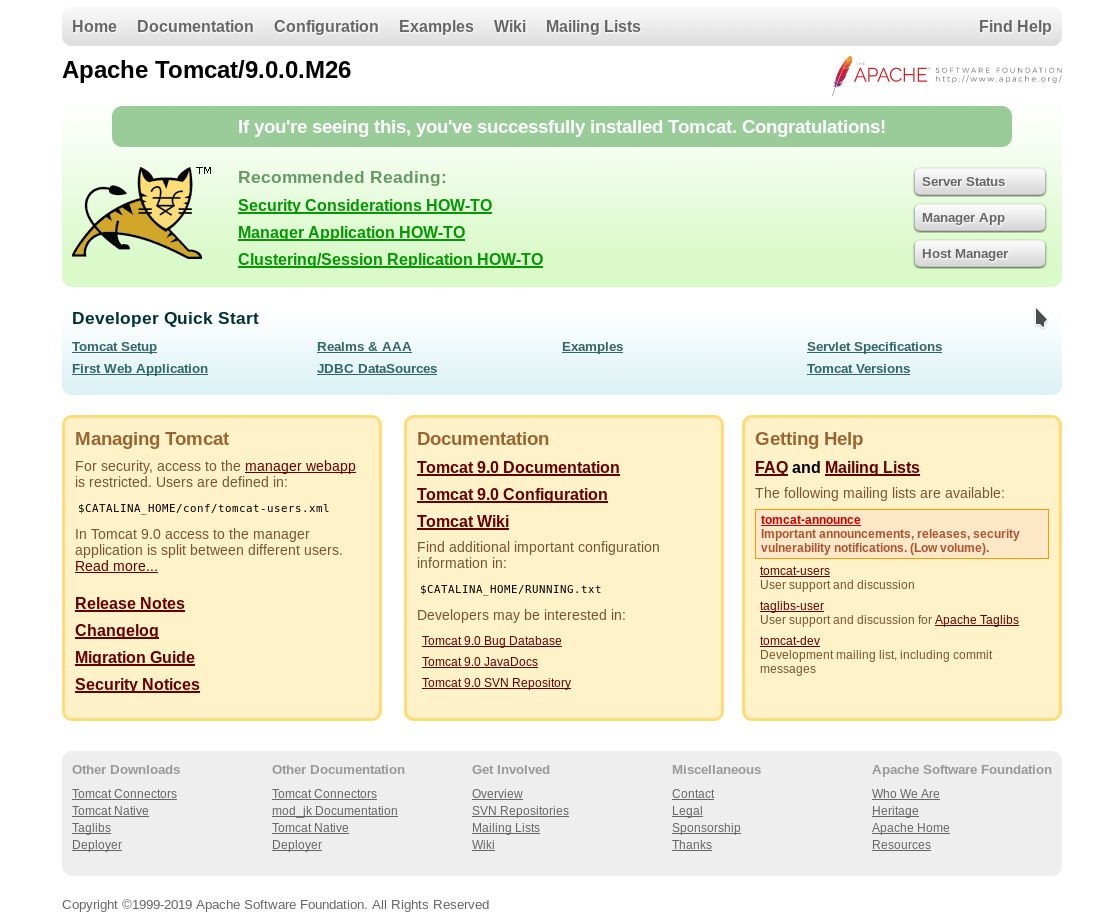 Home Documentation Configuration Examples Wiki Mailing Lists Find Help
Apache Tomcat/9.0.0.M26
THE APACHE SOFTWARE FOUNDATION
http://www.apache.org/
If you're seeing this, you've successfully installed Tomcat. Congratulations!
TM
Recommended Reading:
Security Considerations HOW-TO
Manager Application HOW-TO
Clustering/Session Replication HOW-TO
Server Status
Manager App
Host Manager
Developer Quick Start
Tomcat Setup
First Web Application
Realms & AAA
JDBC DataSources
Examples
Servlet Specifications
Tomcat Versions
Managing Tomcat
For security, access to the manager webapp
is restricted. Users are defined in:
$CATALINA_HOME/conf/tomcat-users.xml
In Tomcat 9.0 access to the manager
application is split between different users.
Read more...
Release Notes
Changelog
Migration Guide
Security Notices
Documentation
Tomcat 9.0 Documentation
Tomcat 9.0 Configuration
Tomcat Wiki
Find additional important configuration
information in:
$CATALINA_HOME/RUNNING.txt
Developers may be interested in:
Tomcat 9.0 Bug Database
Tomcat 9.0 JavaDocs
Tomcat 9.0 SVN Repository
Getting Help
FAQ and Mailing Lists
The following mailing lists are available:
tomcat-announce
Important announcements, releases, security
vulnerability notifications. (Low volume).
tomcat-users
User support and discussion
taglibs-user
User support and discussion for Apache Taglibs
tomcat-dev
Development mailing list, including commit
messages
Other Downloads
Tomcat Connectors
Tomcat Native
Taglibs
Deployer
Other Documentation
Tomcat Connectors
mod_jk Documentation
Tomcat Native
Deployer
Get Involved
Overview
SVN Repositories
Mailing Lists
Wiki
Miscellaneous
Contact
Legal
Sponsorship
Thanks
Apache Software Foundation
Who We Are
Heritage
Apache Home
Resources
Copyright ©1999-2019 Apache Software Foundation. All Rights Reserved